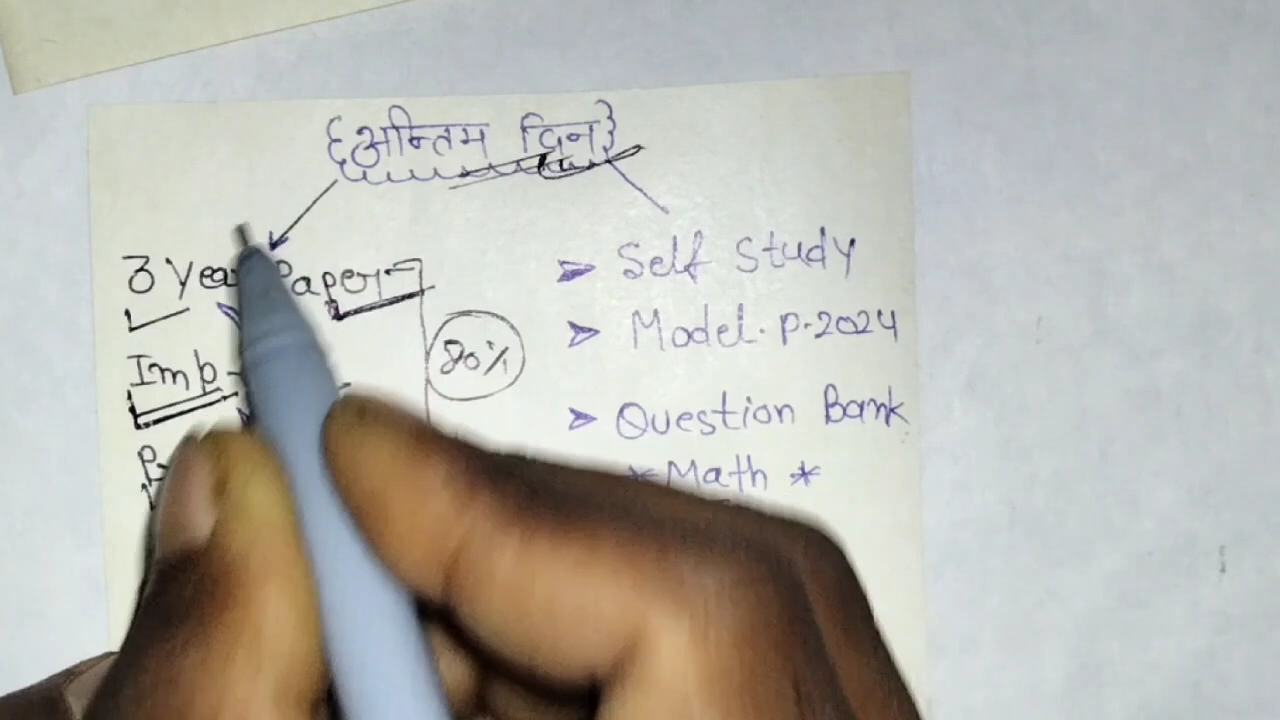 {अन्तिम दिन}
3 Year Paper
Imp
80%
Self Study
Model. P. 2024
Question Bank
* Math *